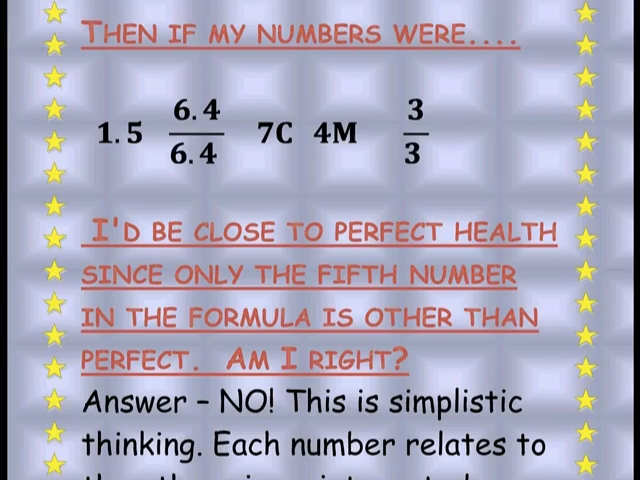 Then if my numbers were....
1.5 6.4/6.4 7C 4M 3/3
I'd be close to perfect health
since only the fifth number
in the formula is other than
perfect. Am I right?
Answer – NO! This is simplistic
thinking. Each number relates to